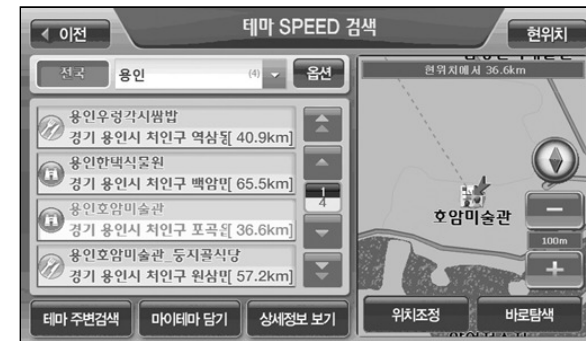 이전
테마 SPEED 검색
현위치
전국
용인
(4)
옵션
용인우렁각시쌈밥
경기 용인시 처인구 역삼동[ 40.9km]
용인한택식물원
경기 용인시 처인구 백암면[ 65.5km]
용인호암미술관
경기 용인시 처인구 포곡읍[ 36.6km]
용인호암미술관_둥지골식당
경기 용인시 처인구 원삼면[ 57.2km]
1
4
테마 주변검색
마이테마 담기
상세정보 보기
현위치에서 36.6km
호암미술관
100m
위치조정
바로탐색